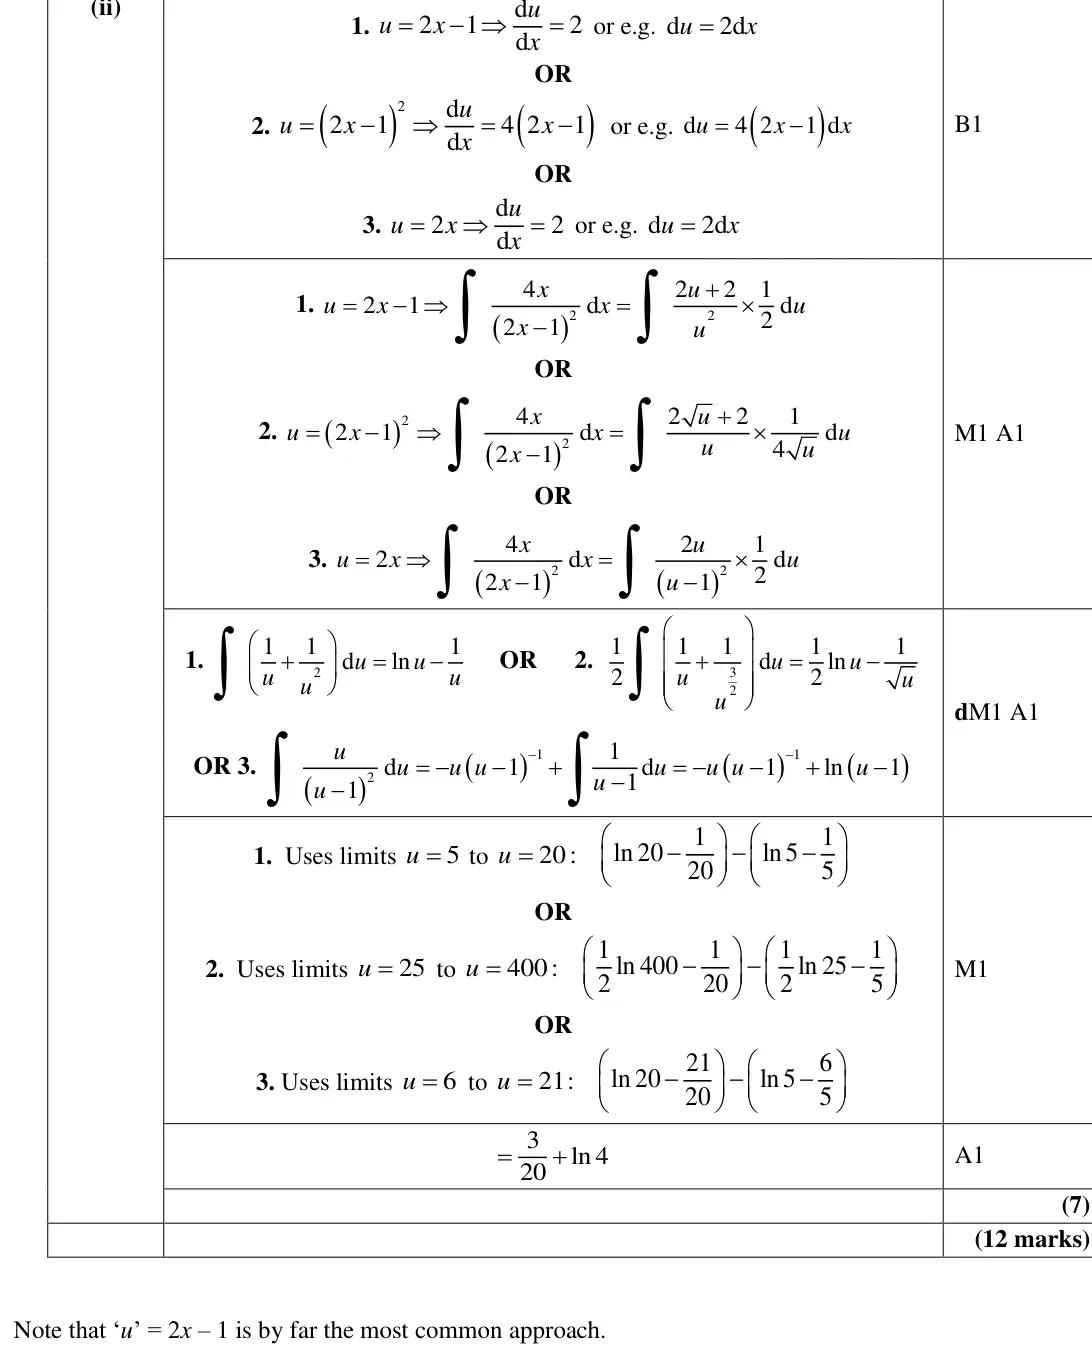 (ii)
1. u = 2x − 1 ⇒ du/dx = 2 or e.g. du = 2dx
OR
2. u = (2x − 1)² ⇒ du/dx = 4(2x − 1) or e.g. du = 4(2x − 1)dx
B1
OR
3. u = 2x ⇒ du/dx = 2 or e.g. du = 2dx
1. u = 2x − 1 ⇒ ∫ 4x/(2x − 1)² dx = ∫ (2u + 2)/u² × 1/2 du
OR
2. u = (2x − 1)² ⇒ ∫ 4x/(2x − 1)² dx = ∫ (2√u + 2)/u × 1/(4√u) du
M1 A1
OR
3. u = 2x ⇒ ∫ 4x/(2x − 1)² dx = ∫ 2u/(u − 1)² × 1/2 du
1. ∫ (1/u + 1/u²) du = ln u − 1/u OR 2. 1/2 ∫ (1/u + 1/u^(3/2)) du = 1/2 ln u − 1/√u
dM1 A1
OR 3. ∫ u/(u − 1)² du = −u(u − 1)⁻¹ + ∫ 1/(u − 1) du = −u(u − 1)⁻¹ + ln(u − 1)
1. Uses limits u = 5 to u = 20: (ln 20 − 1/20) − (ln 5 − 1/5)
OR
2. Uses limits u = 25 to u = 400: (1/2 ln 400 − 1/20) − (1/2 ln 25 − 1/5)
M1
OR
3. Uses limits u = 6 to u = 21: (ln 20 − 21/20) − (ln 5 − 6/5)
= 3/20 + ln 4
A1
(7)
(12 marks)
Note that ‘u’ = 2x – 1 is by far the most common approach.